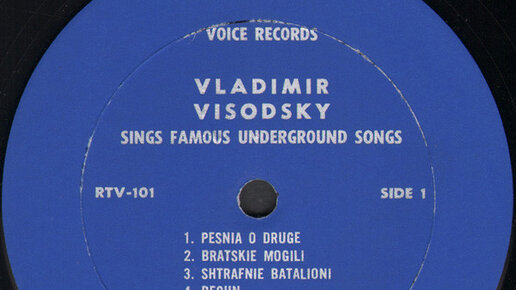 VOICE RECORDS
VLADIMIR
VISODSKY
SINGS FAMOUS UNDERGROUND SONGS
RTV-101
SIDE 1
1. PESNIA O DRUGE
2. BRATSKIE MOGILI
3. SHTRAFNIE BATALIONI